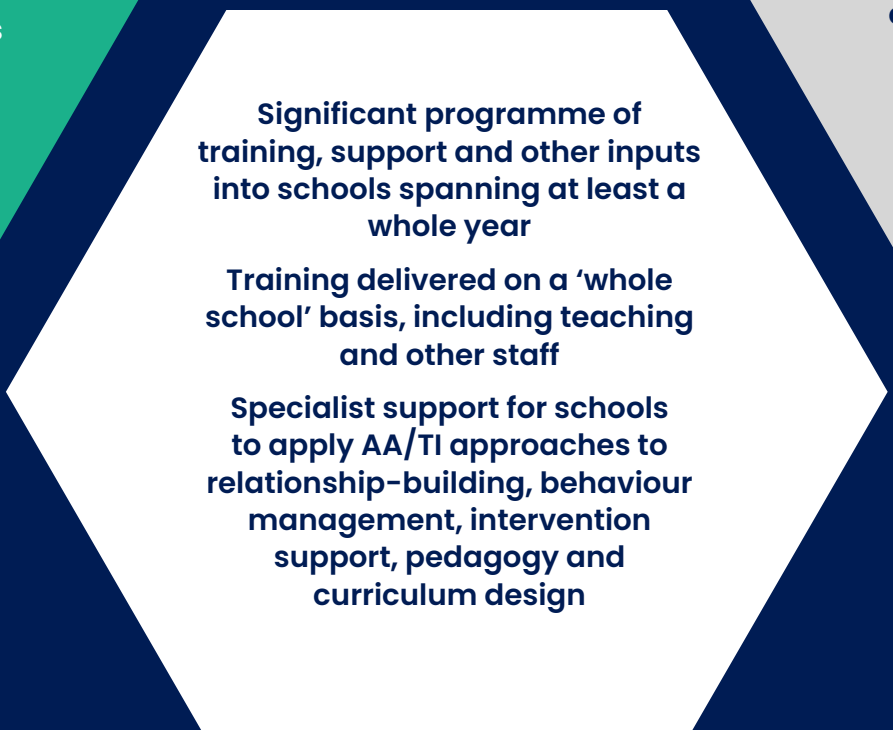 Significant programme of
training, support and other inputs
into schools spanning at least a
whole year
Training delivered on a ‘whole
school’ basis, including teaching
and other staff
Specialist support for schools
to apply AA/TI approaches to
relationship-building, behaviour
management, intervention
support, pedagogy and
curriculum design